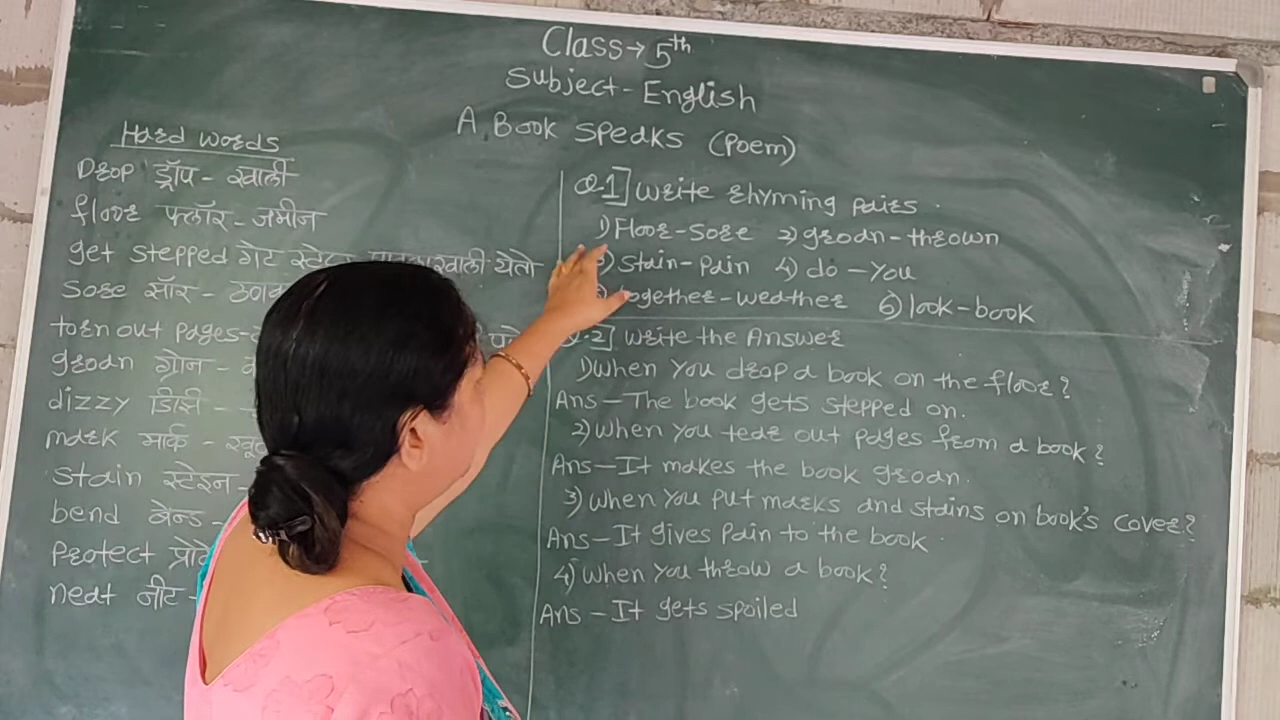 Class→5th
Subject-English
A Book Speaks (Poem)
Hard words
Drop ड्रॉप - खाली
floor फ्लॉर - जमीन
get stepped गेट स्टेप्ड खाली येतो
sore सॉर -
torn out pages-
groan ग्रोन -
dizzy डिझी -
mark मार्क -
stain स्टेइन -
bend बेन्ड -
Protect
neat नीट -
Q.1] Write rhyming pairs.
1) Floor-Sore 2) groan-thrown
3) stain-pain 4) do-you
together-weather 6) look-book
Q.2] Write the Answer
1) When you drop a book on the floor?
Ans-The book gets stepped on.
2) When you tear out pages from a book?
Ans-It makes the book groan.
3) When you put marks and stains on book's cover?
Ans-It gives pain to the book.
4) When you throw a book?
Ans-It gets spoiled